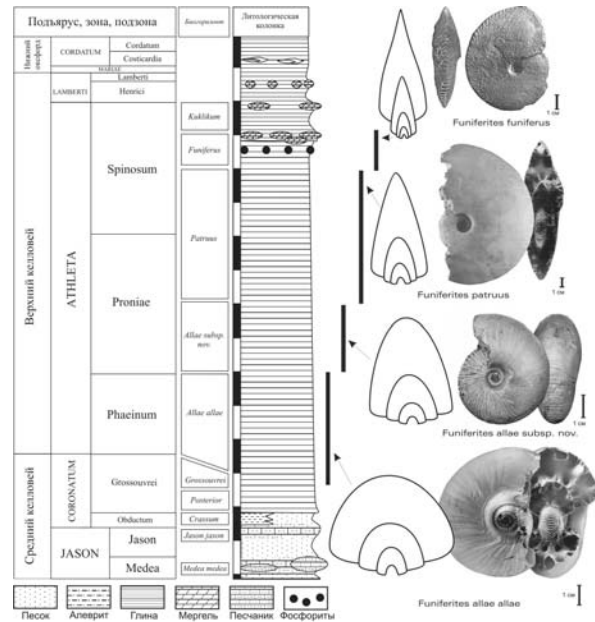 Подъярус, зона, подзона
Биогоризонт
Литологическая
колонка
Нижний
оксфорд
CORDATUM
Cordatum
Costicardia
MARIAE
Верхний келловей
LAMBERTI
Lamberti
Henrici
ATHLETA
Spinosum
Proniae
Phaeinum
Средний келловей
CORONATUM
Grossouvrei
Obductum
JASON
Jason
Medea
Kuklikum
Funiferus
Patruus
Allae subsp.
nov.
Allae allae
Grossouvrei
Posterior
Crassum
Jason jason
Medea medea
1 см
Funiferites funiferus
1 см
Funiferites patruus
1 см
Funiferites allae subsp. nov.
1 см
Funiferites allae allae
Песок
Алеврит
Глина
Мергель
Песчаник
Фосфориты